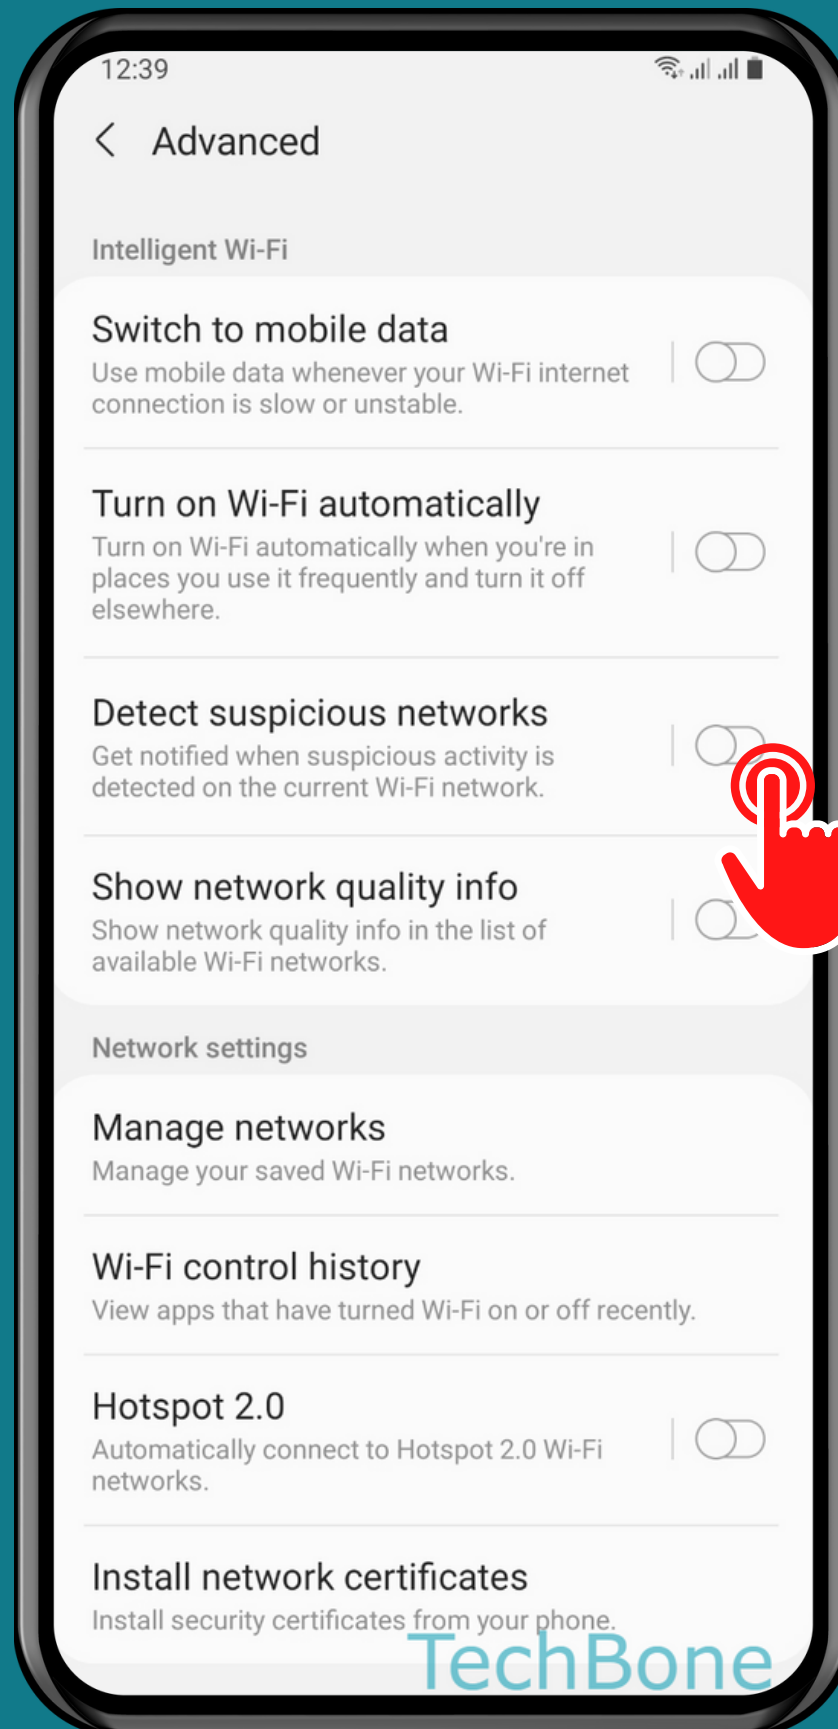 12:39
Advanced
Intelligent Wi-Fi
Switch to mobile data
Use mobile data whenever your Wi-Fi internet
connection is slow or unstable.
Turn on Wi-Fi automatically
Turn on Wi-Fi automatically when you're in
places you use it frequently and turn it off
elsewhere.
Detect suspicious networks
Get notified when suspicious activity is
detected on the current Wi-Fi network.
Show network quality info
Show network quality info in the list of
available Wi-Fi networks.
Network settings
Manage networks
Manage your saved Wi-Fi networks.
Wi-Fi control history
View apps that have turned Wi-Fi on or off recently.
Hotspot 2.0
Automatically connect to Hotspot 2.0 Wi-Fi
networks.
Install network certificates
Install security certificates from your phone.
TechBone